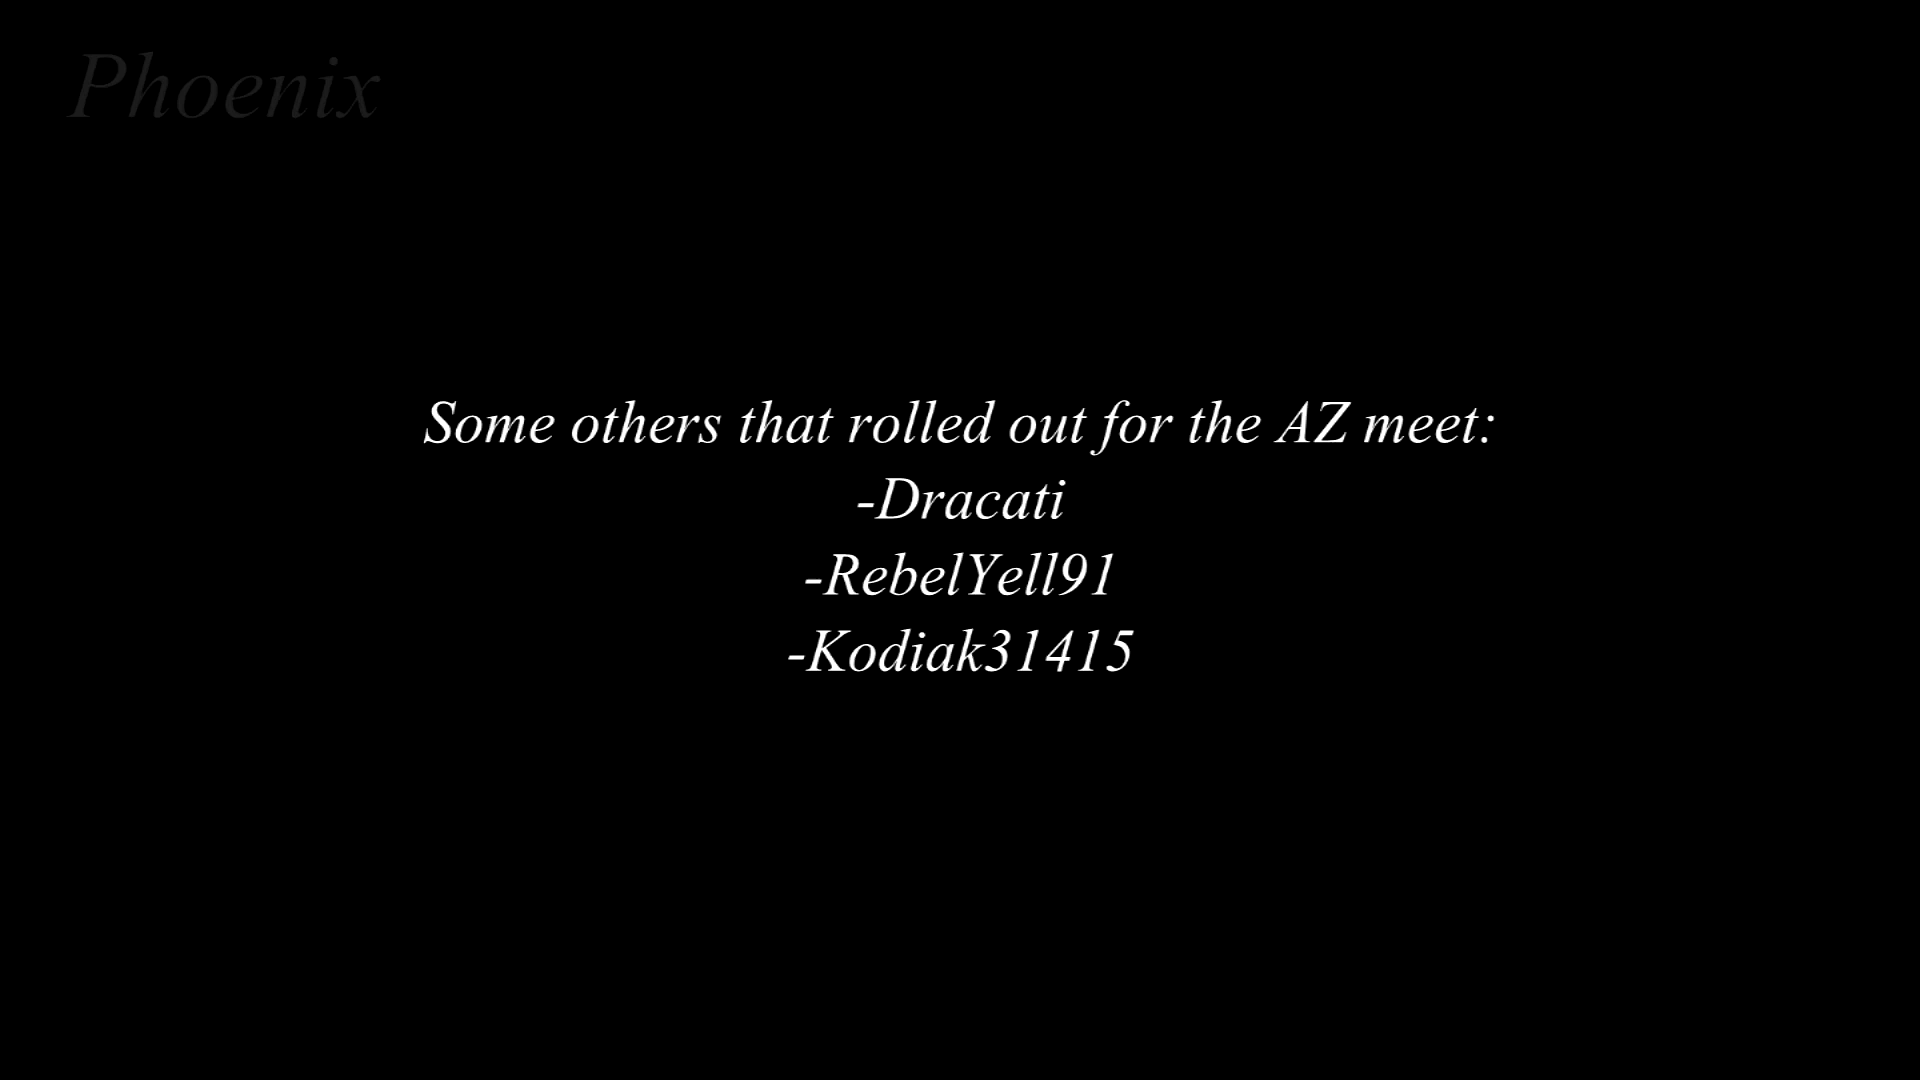 Phoenix
Some others that rolled out for the AZ meet:
-Dracati
-RebelYell91
-Kodiak31415